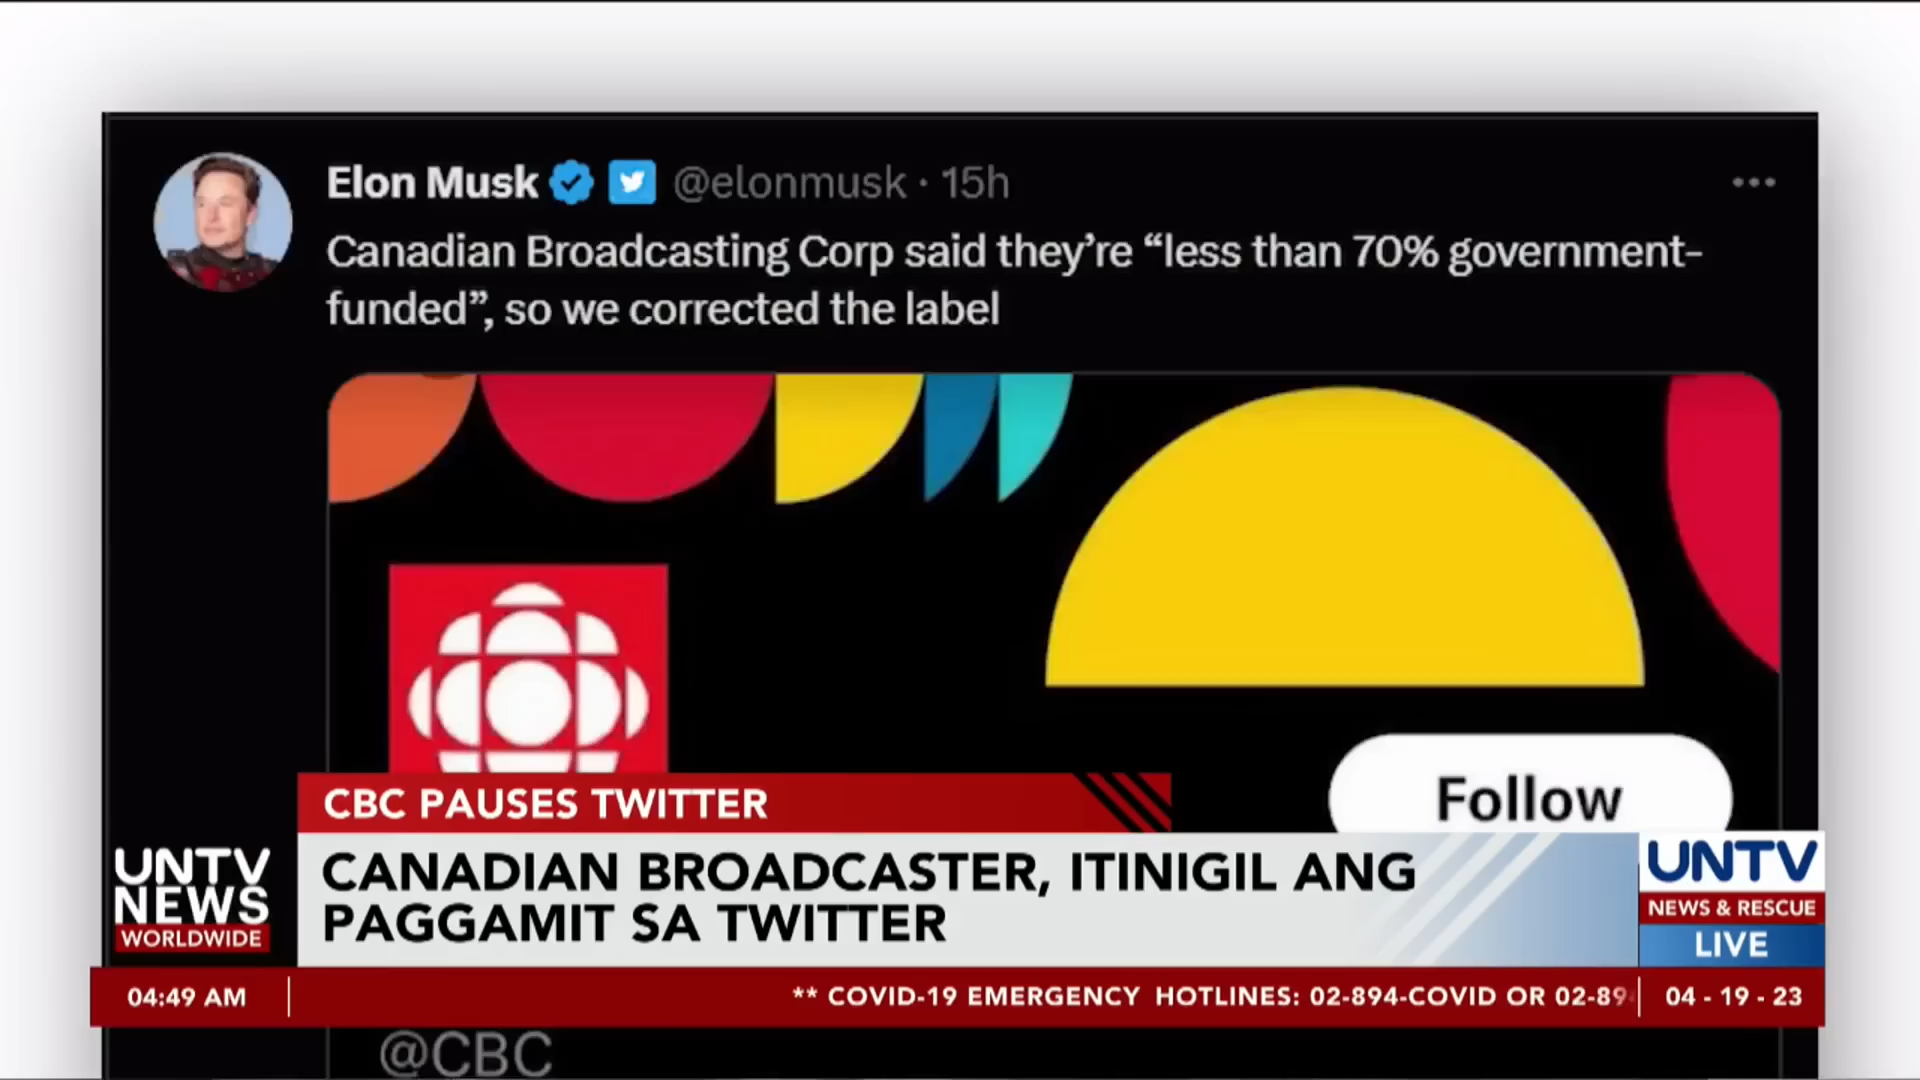 Elon Musk @elonmusk · 15h
Canadian Broadcasting Corp said they’re “less than 70% government-
funded”, so we corrected the label
Follow
CBC PAUSES TWITTER
CANADIAN BROADCASTER, ITINIGIL ANG
PAGGAMIT SA TWITTER
UNTV
NEWS
WORLDWIDE
UNTV
NEWS & RESCUE
LIVE
04:49 AM
** COVID-19 EMERGENCY HOTLINES: 02-894-COVID OR 02-89
04 - 19 - 23
@CBC